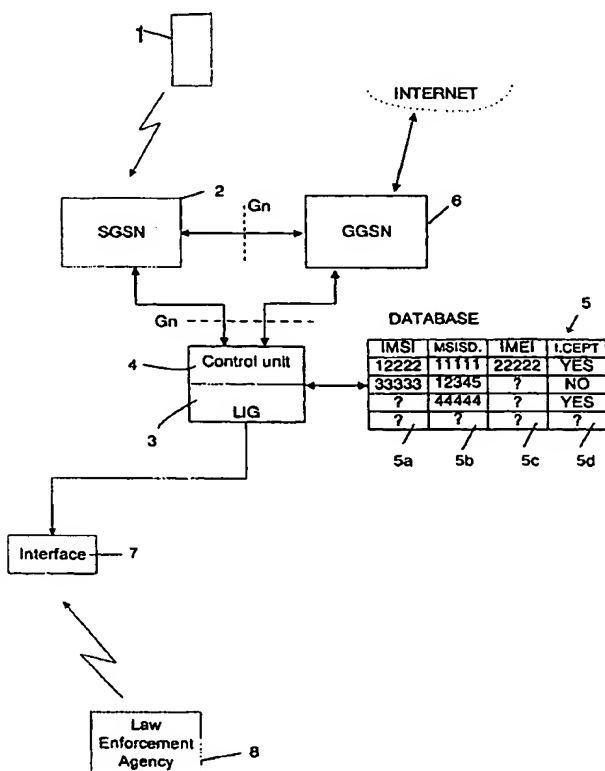 1
INTERNET
2
Gn
6
SGSN
GGSN
Gn
DATABASE
5
4
Control unit
3
LIG
IMSI MSISD. IMEI I.CEPT
12222 11111 22222 YES
33333 12345 ? NO
? 44444 YES
? ? ? ?
5a 5b 5c 5d
Interface
7
Law
Enforcement
Agency
8